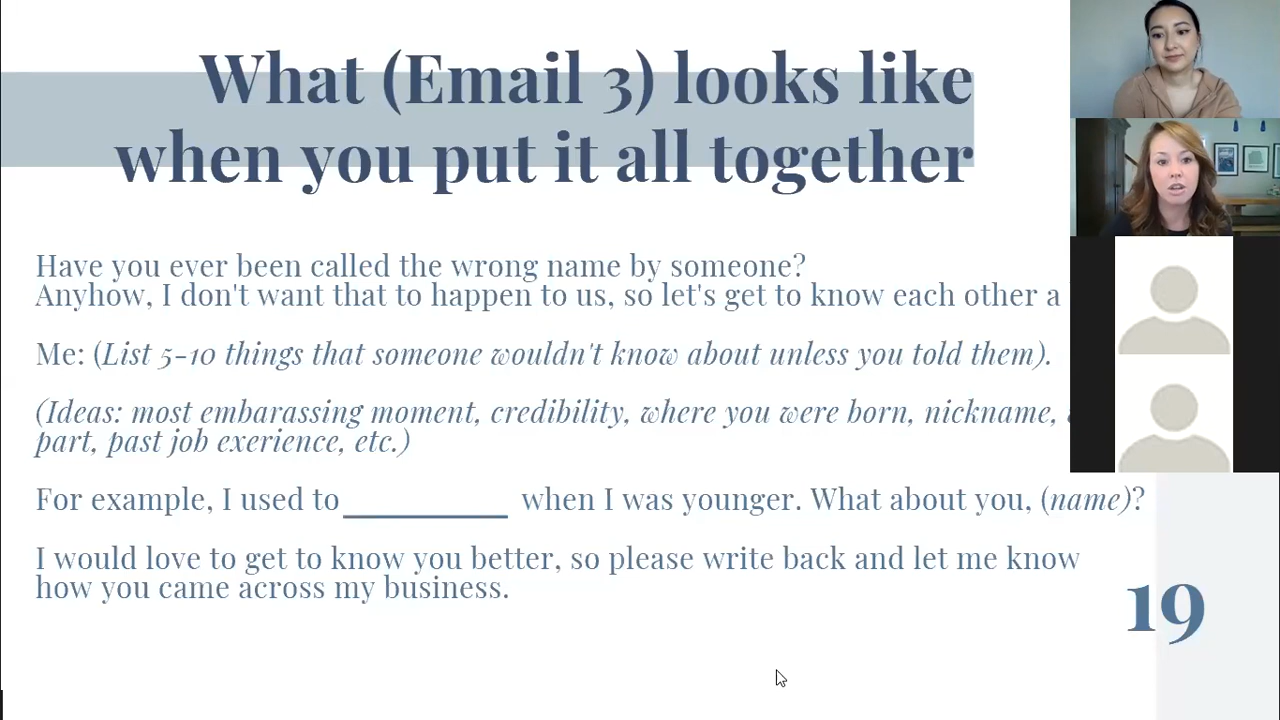 What (Email 3) looks like
when you put it all together
Have you ever been called the wrong name by someone?
Anyhow, I don't want that to happen to us, so let's get to know each other a
Me: (List 5-10 things that someone wouldn't know about unless you told them).
(Ideas: most embarassing moment, credibility, where you were born, nickname,
part, past job exerience, etc.)
For example, I used to__________ when I was younger. What about you, (name)?
I would love to get to know you better, so please write back and let me know
how you came across my business.
19